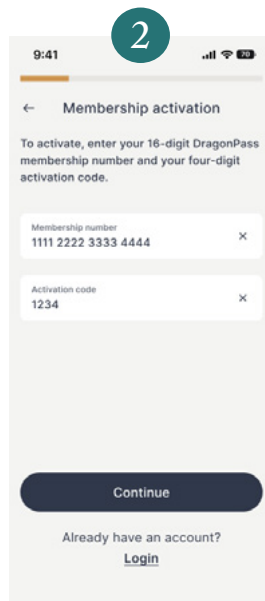 2
9:41
70
← Membership activation
To activate, enter your 16-digit DragonPass
membership number and your four-digit
activation code.
Membership number
1111 2222 3333 4444
Activation code
1234
Continue
Already have an account?
Login